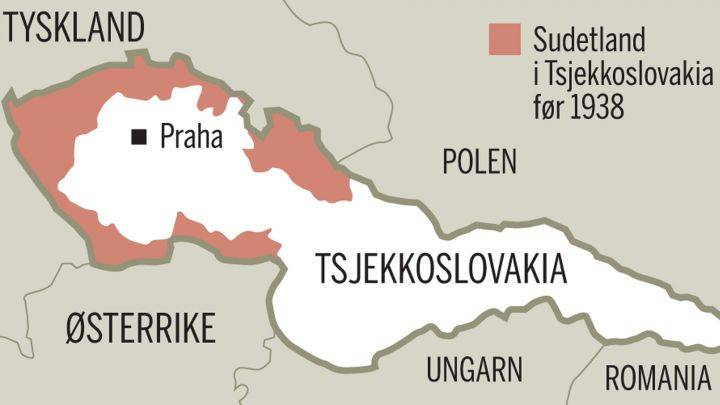 TYSKLAND
Sudetland
i Tsjekkoslovakia
før 1938
Praha
POLEN
TSJEKKOSLOVAKIA
ØSTERRIKE
UNGARN
ROMANIA